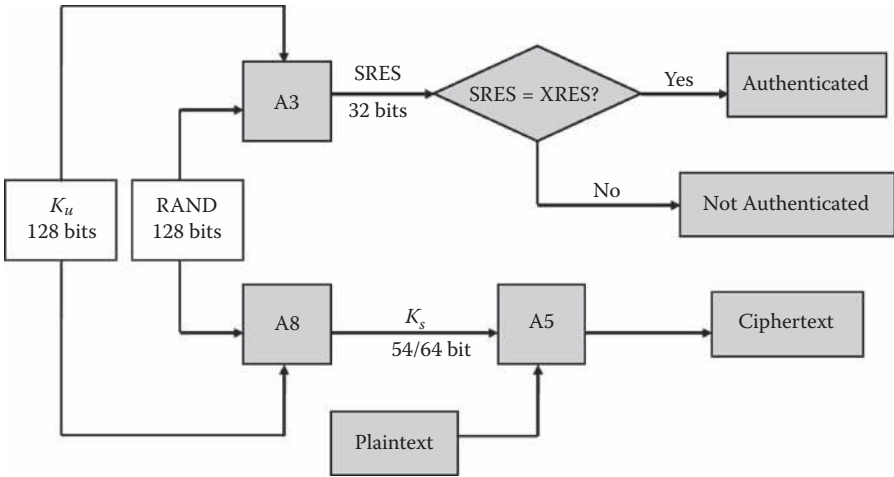 SRES
A3
32 bits
SRES = XRES?
Yes
Authenticated
No
Not Authenticated
K_u
128 bits
RAND
128 bits
A8
K_s
54/64 bit
A5
Ciphertext
Plaintext